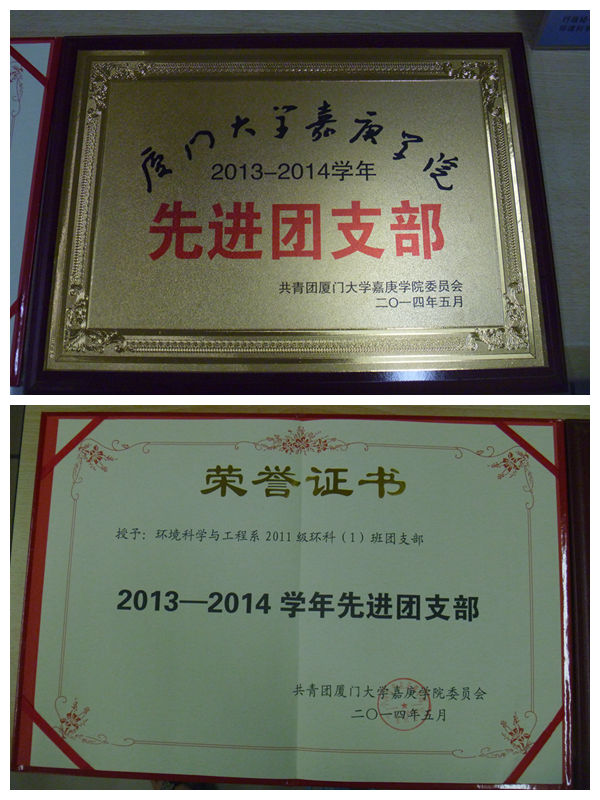 厦门大学嘉庚学院
2013-2014学年
先进团支部
共青团厦门大学嘉庚学院委员会
二〇一四年五月
荣誉证书
授予：环境科学与工程系 2011 级环科（1）班团支部
2013—2014 学年先进团支部
共青团厦门大学嘉庚学院委员会
二〇一四年五月